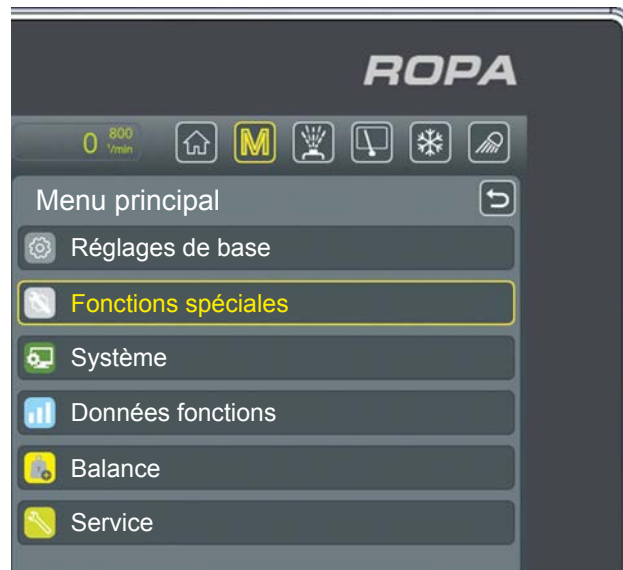 ROPA
0 800 1/min
M
Menu principal
Réglages de base
Fonctions spéciales
Système
Données fonctions
Balance
Service